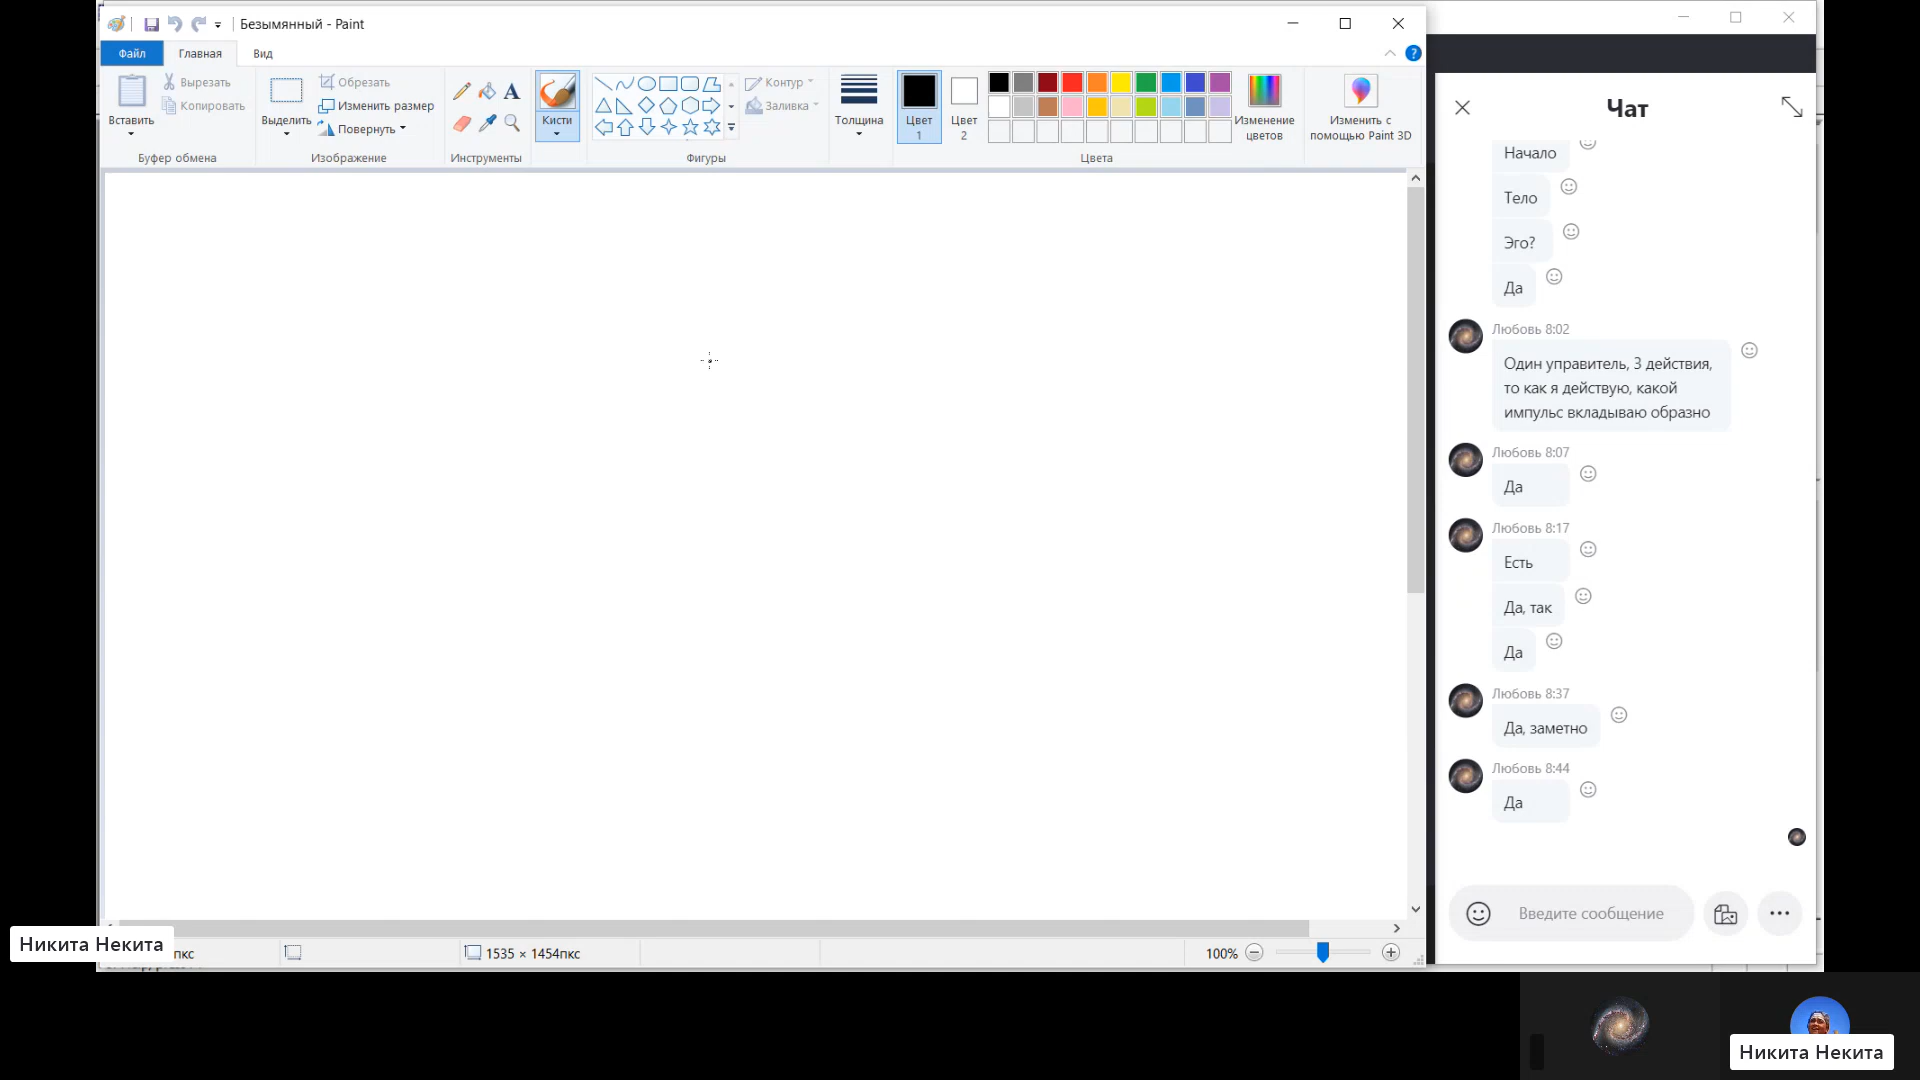 Безымянный - Paint
Файл
Главная
Вид
?
Вставить
Вырезать
Копировать
Буфер обмена
Выделить
Обрезать
Изменить размер
Повернуть
Изображение
A
Инструменты
Кисти
Контур
Заливка
Фигуры
Толщина
Цвет
1
Цвет
2
Изменение
цветов
Цвета
Изменить с
помощью Paint 3D
Чат
Начало
Тело
Эго?
Да
Любовь 8:02
Один управитель, 3 действия,
то как я действую, какой
импульс вкладываю образно
Любовь 8:07
Да
Любовь 8:17
Есть
Да, так
Да
Любовь 8:37
Да, заметно
Любовь 8:44
Да
Введите сообщение
Никита Некита
пкс
1535 × 1454пкс
100%
Никита Некита